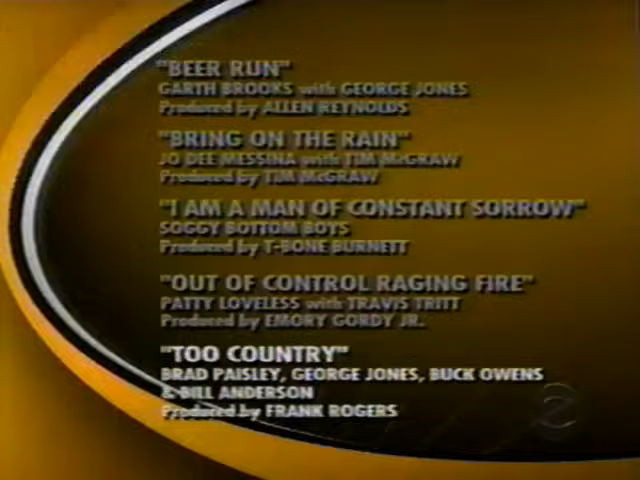 "BEER RUN"
GARTH BROOKS with GEORGE JONES
Produced by ALLEN REYNOLDS
"BRING ON THE RAIN"
JO DEE MESSINA with TIM McGRAW
Produced by TIM McGRAW
"I AM A MAN OF CONSTANT SORROW"
SOGGY BOTTOM BOYS
Produced by T-BONE BURNETT
"OUT OF CONTROL RAGING FIRE"
PATTY LOVELESS with TRAVIS TRITT
Produced by EMORY GORDY JR.
"TOO COUNTRY"
BRAD PAISLEY, GEORGE JONES, BUCK OWENS
& BILL ANDERSON
Produced by FRANK ROGERS
2